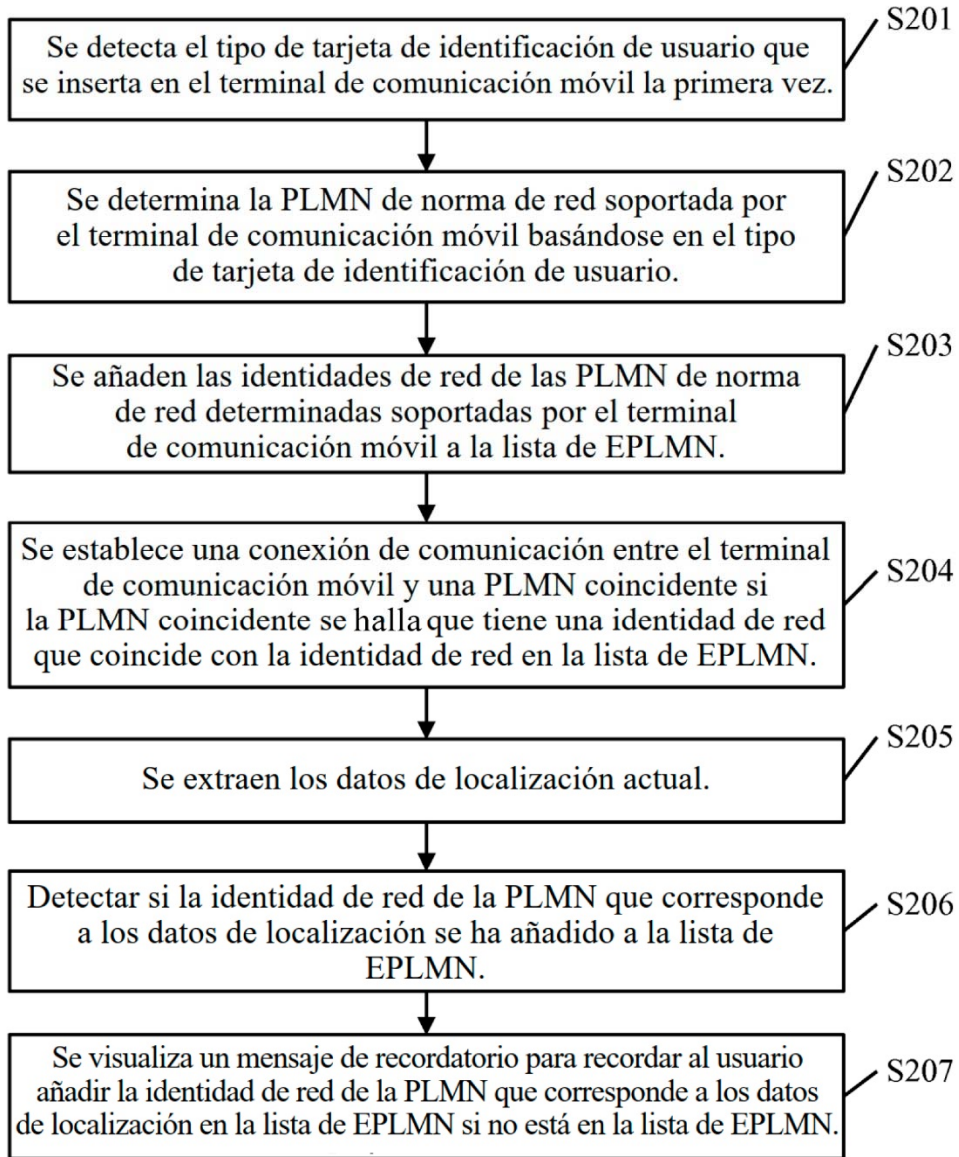 S201
Se detecta el tipo de tarjeta de identificación de usuario que
se inserta en el terminal de comunicación móvil la primera vez.
S202
Se determina la PLMN de norma de red soportada por
el terminal de comunicación móvil basándose en el tipo
de tarjeta de identificación de usuario.
S203
Se añaden las identidades de red de las PLMN de norma
de red determinadas soportadas por el terminal
de comunicación móvil a la lista de EPLMN.
S204
Se establece una conexión de comunicación entre el terminal
de comunicación móvil y una PLMN coincidente si
la PLMN coincidente se halla que tiene una identidad de red
que coincide con la identidad de red en la lista de EPLMN.
S205
Se extraen los datos de localización actual.
S206
Detectar si la identidad de red de la PLMN que corresponde
a los datos de localización se ha añadido a la lista de
EPLMN.
S207
Se visualiza un mensaje de recordatorio para recordar al usuario
añadir la identidad de red de la PLMN que corresponde a los datos
de localización en la lista de EPLMN si no está en la lista de EPLMN.